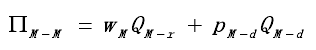 Π_{M-M} = w_M Q_{M-x} + p_{M-d} Q_{M-d}